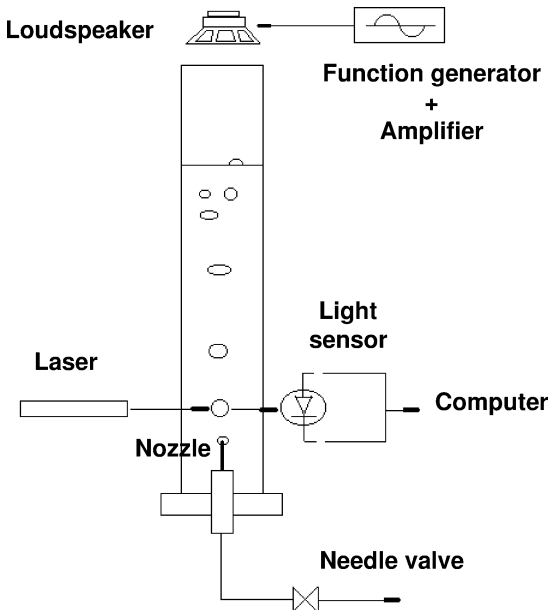 Loudspeaker
Function generator
+
Amplifier
Light
sensor
Laser
Computer
Nozzle
Needle valve